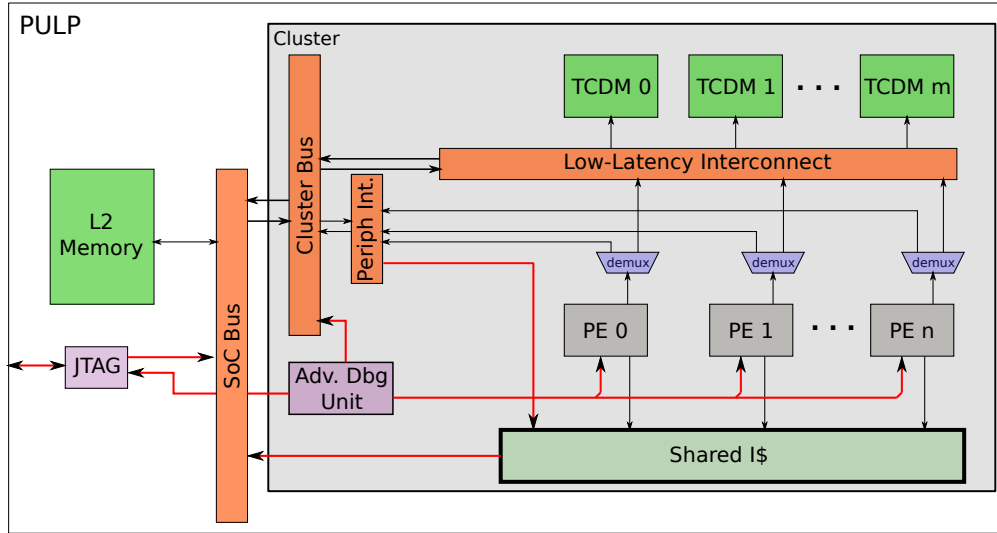 PULP
Cluster
TCDM 0
TCDM 1
. . .
TCDM m
Cluster Bus
Low-Latency Interconnect
Periph Int.
L2
Memory
demux
demux
demux
SoC Bus
PE 0
PE 1
. . .
PE n
JTAG
Adv. Dbg
Unit
Shared I$